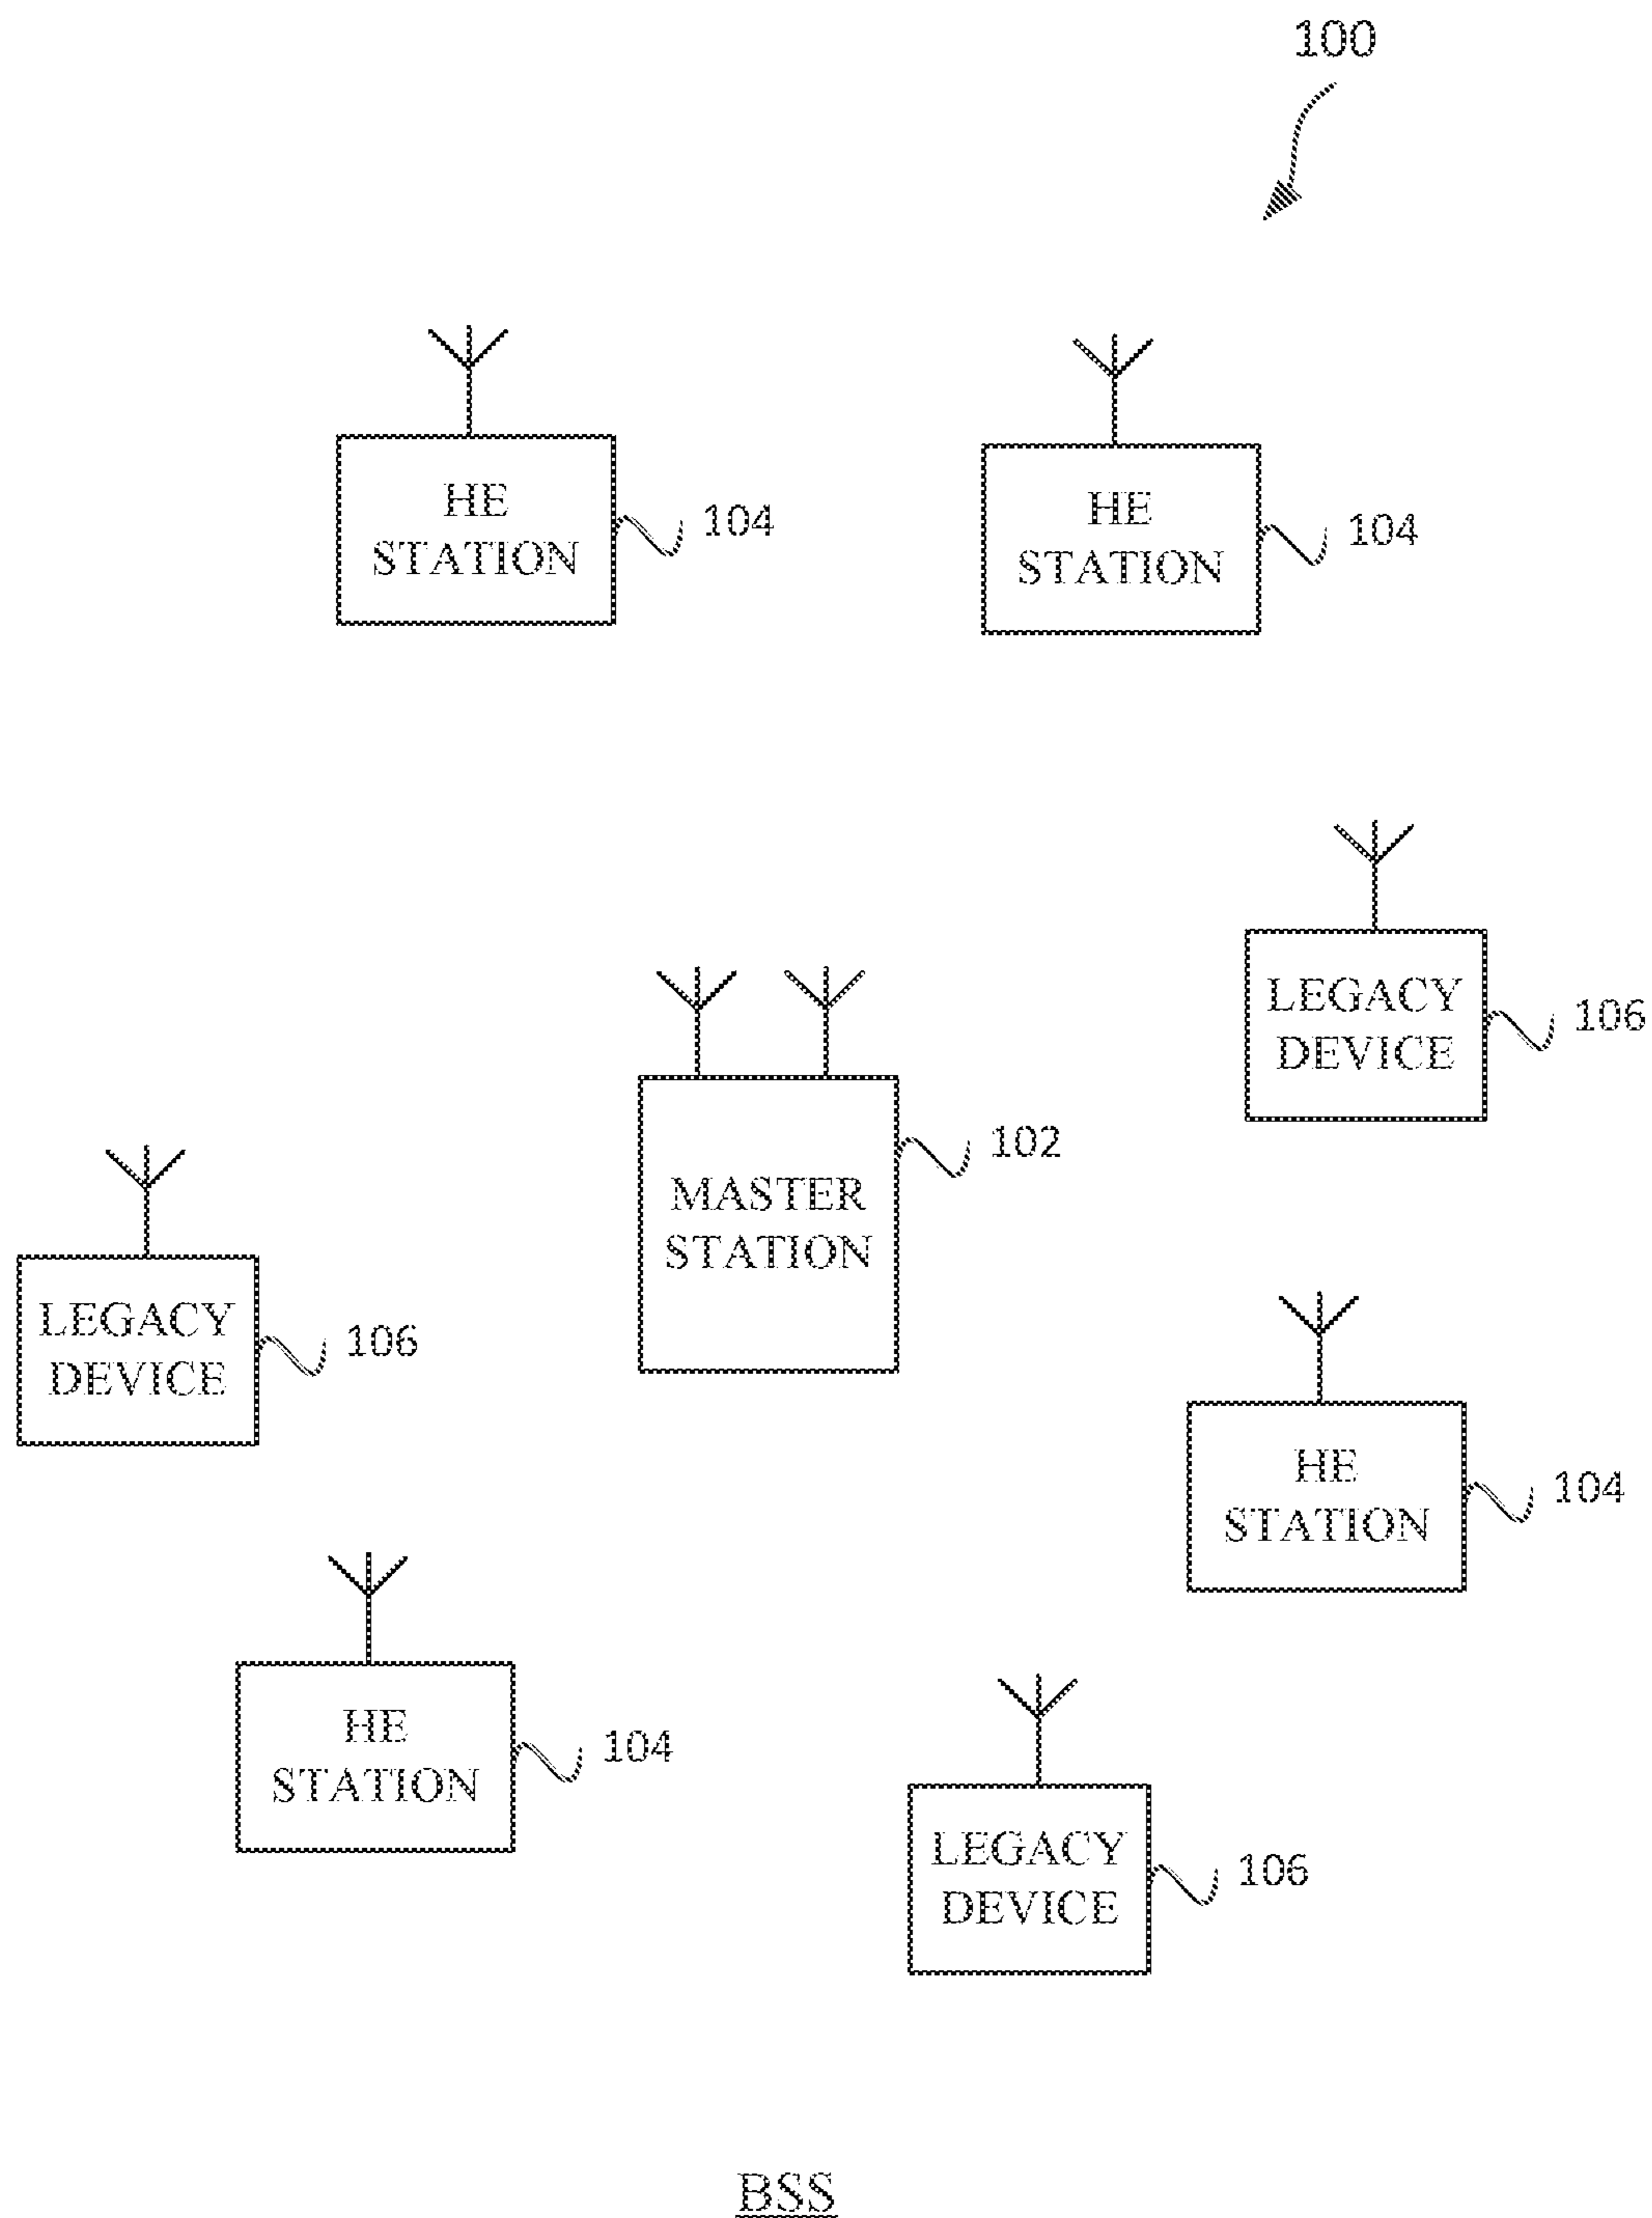 100
HE
STATION
104
HE
STATION
104
LEGACY
DEVICE
106
MASTER
STATION
102
LEGACY
DEVICE
106
HE
STATION
104
HE
STATION
104
LEGACY
DEVICE
106
BSS